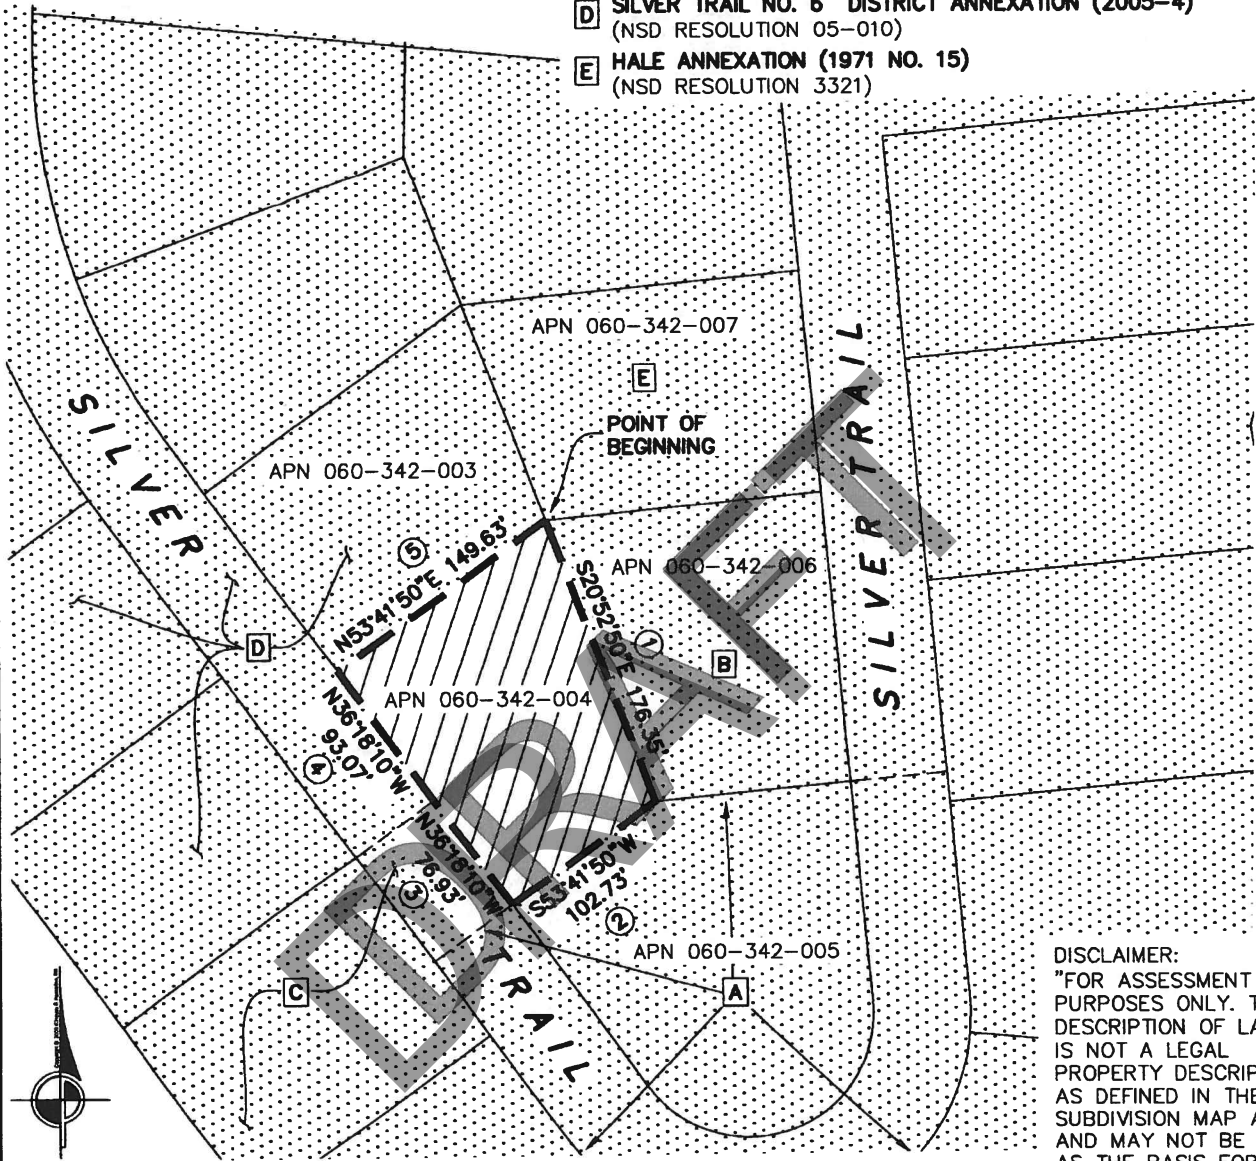 D SILVER TRAIL NO. 6 DISTRICT ANNEXATION (2005-4)
(NSD RESOLUTION 05-010)
E HALE ANNEXATION (1971 NO. 15)
(NSD RESOLUTION 3321)
APN 060-342-007
E
POINT OF
BEGINNING
SILVER TRAIL
APN 060-342-003
SILVER TRAIL
N53°41'50"E 149.63'
5
S20°52'50"E 176.35'
1
APN 060-342-006
B
D
APN 060-342-004
N36°18'10"W
93.07'
4
N36°18'10"W
76.93'
3
S53°41'50"W
102.73'
2
APN 060-342-005
C
A
DRAFT
DISCLAIMER:
"FOR ASSESSMENT
PURPOSES ONLY.
DESCRIPTION OF
IS NOT A LEGAL
PROPERTY
AS DEFINED IN THE
SUBDIVISION MAP
AND MAY NOT BE
AS THE BASIS FOR